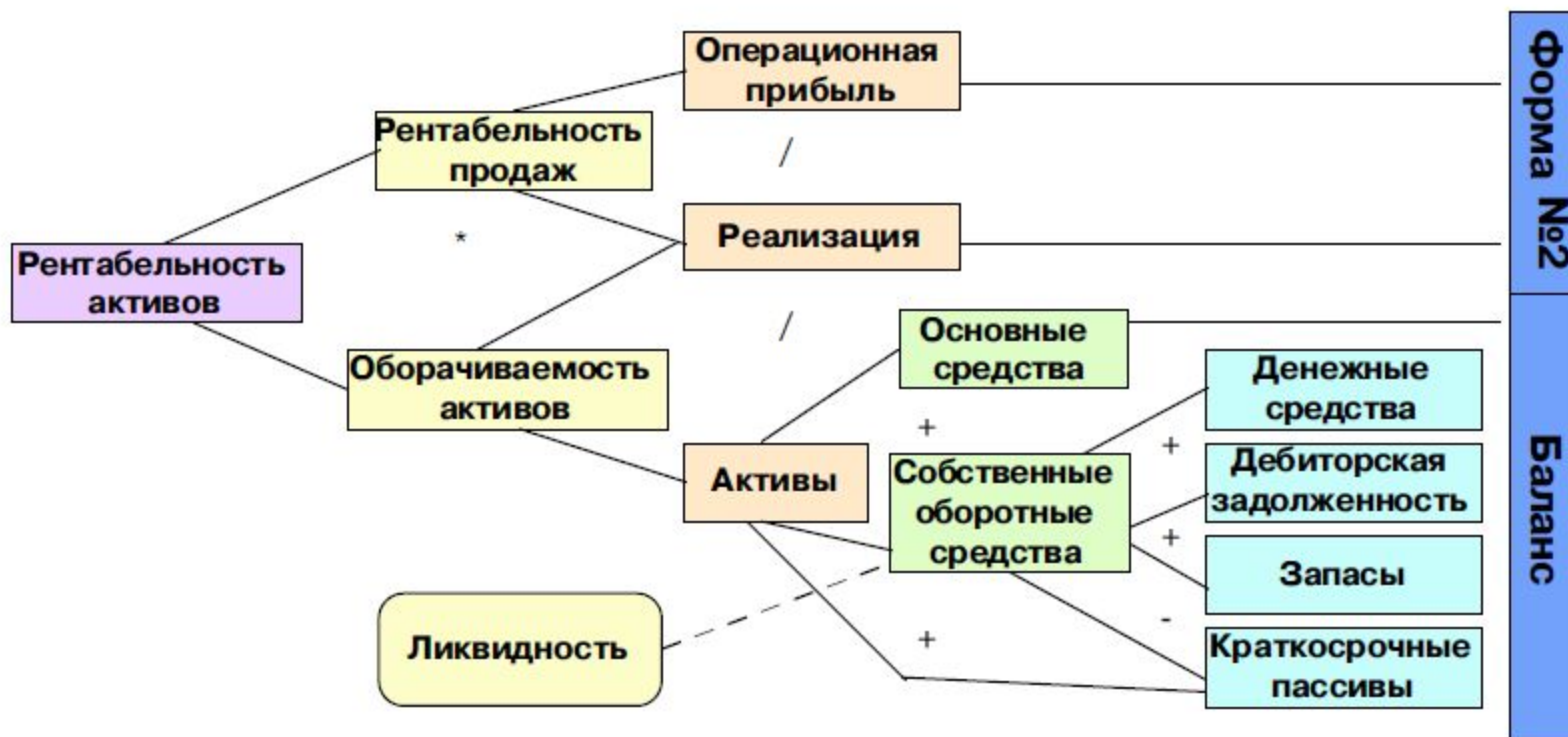 Операционная
прибыль
Рентабельность
продаж
/
*
Реализация
Рентабельность
активов
/
Основные
средства
Оборачиваемость
активов
Денежные
средства
+
+
Активы
Собственные
оборотные
средства
Дебиторская
задолженность
+
Запасы
-
Ликвидность
+
Краткосрочные
пассивы
Форма №2
Баланс